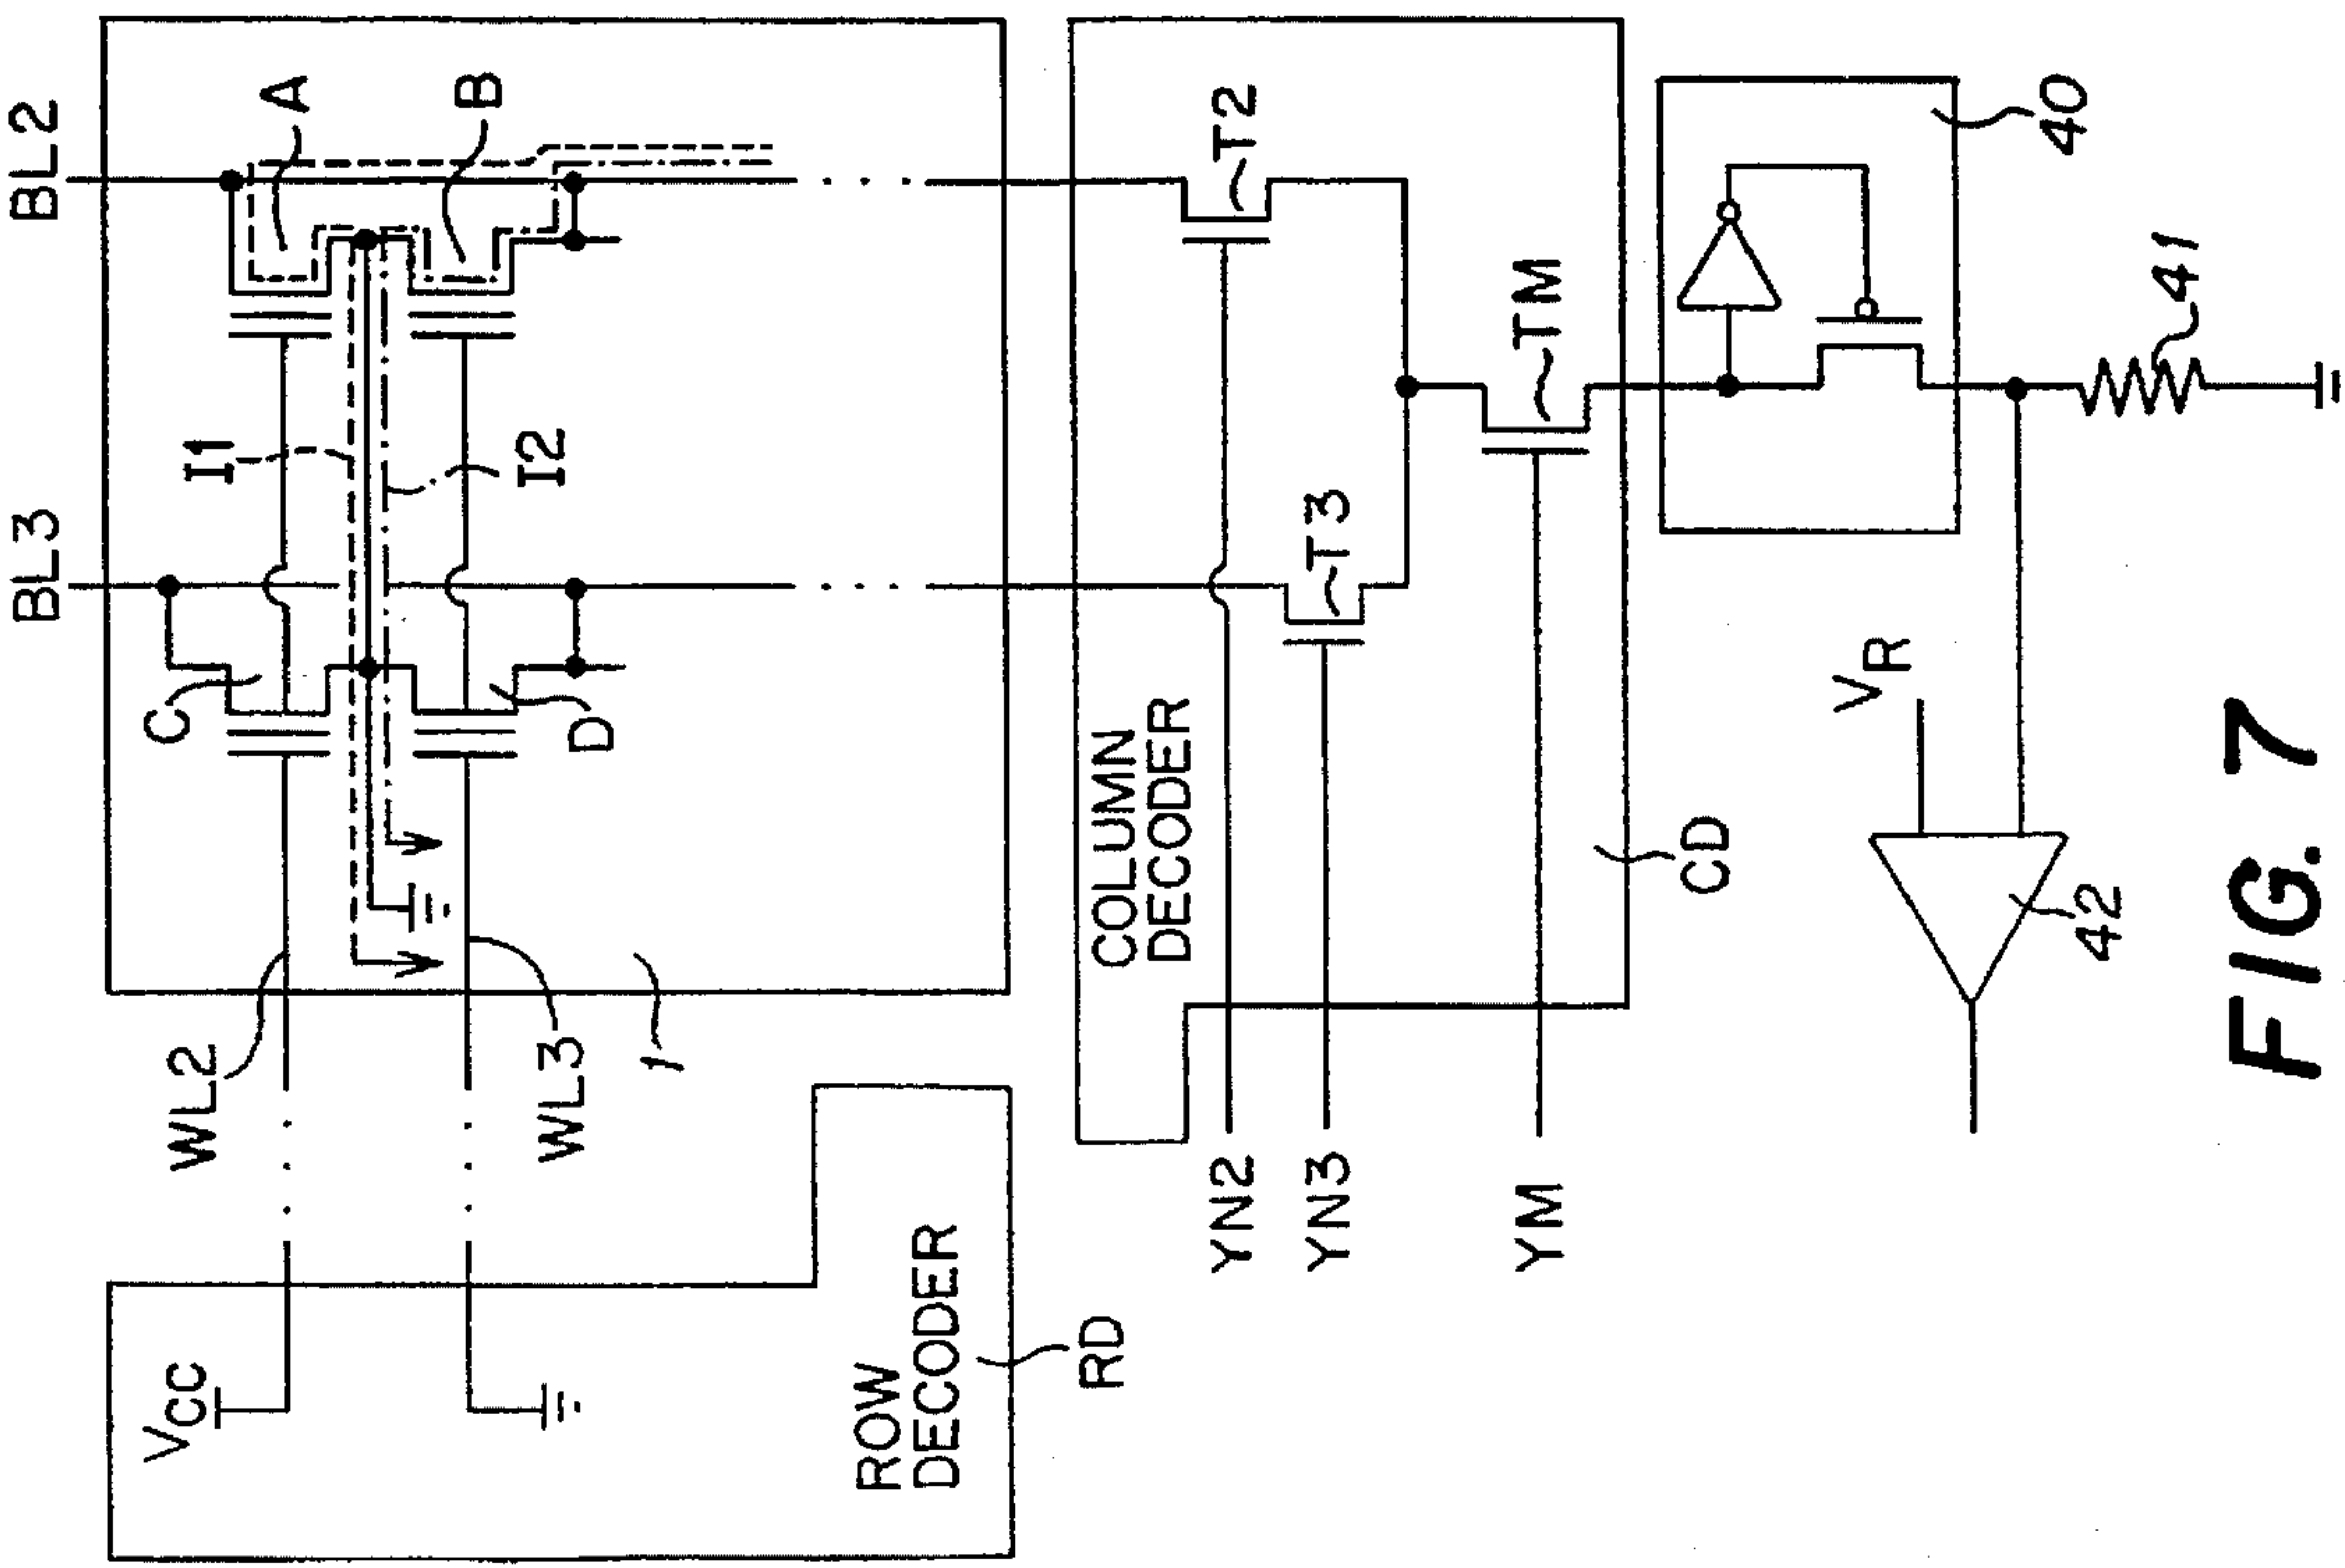 BL3
BL2
A
B
C
D
I1
I2
WL2
WL3
1
VCC
ROW
DECODER
RD
COLUMN
DECODER
T2
T3
TM
YN2
YN3
YM
CD
40
41
VR
42
FIG. 7